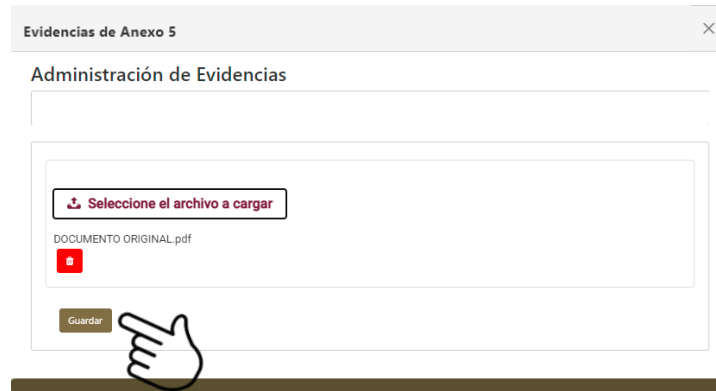 Evidencias de Anexo 5
Administración de Evidencias
Seleccione el archivo a cargar
DOCUMENTO ORIGINAL.pdf
Guardar